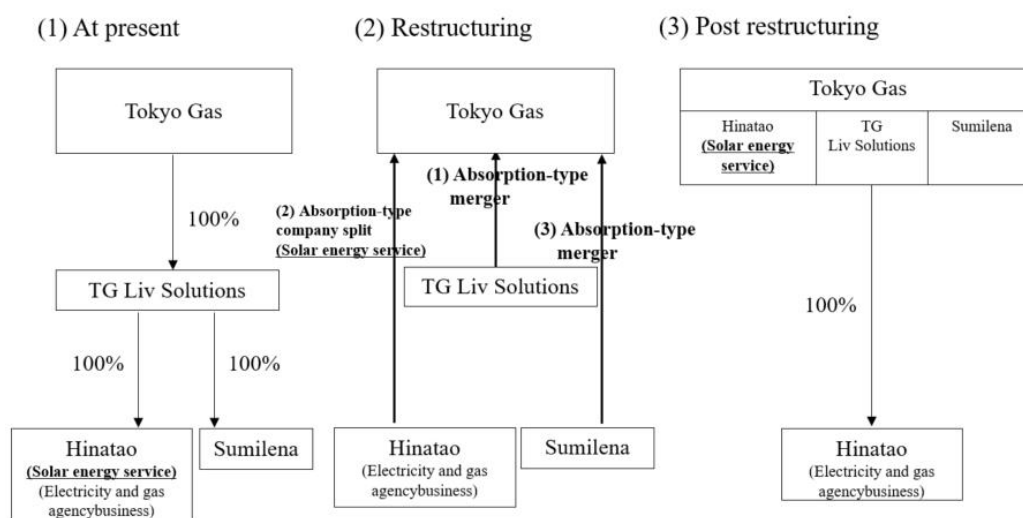 (1) At present
Tokyo Gas
100%
TG Liv Solutions
100%
100%
Hinatao
(Solar energy service)
(Electricity and gas
agencybusiness)
Sumilena
(2) Restructuring
Tokyo Gas
(1) Absorption-type
merger
(2) Absorption-type
company split
(Solar energy service)
(3) Absorption-type
merger
TG Liv Solutions
Hinatao
(Electricity and gas
agencybusiness)
Sumilena
(3) Post restructuring
Tokyo Gas
Hinatao
(Solar energy
service)
TG
Liv Solutions
Sumilena
100%
Hinatao
(Electricity and gas
agencybusiness)